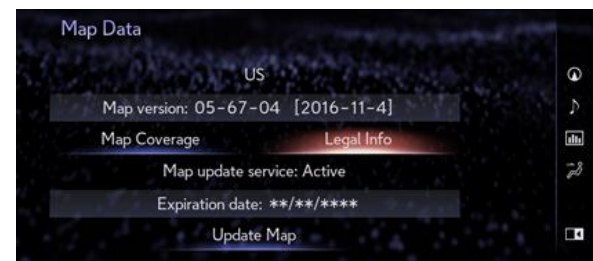 Map Data
US
Map version: 05-67-04 [2016-11-4]
Map Coverage Legal Info
Map update service: Active
Expiration date: **/**/****
Update Map